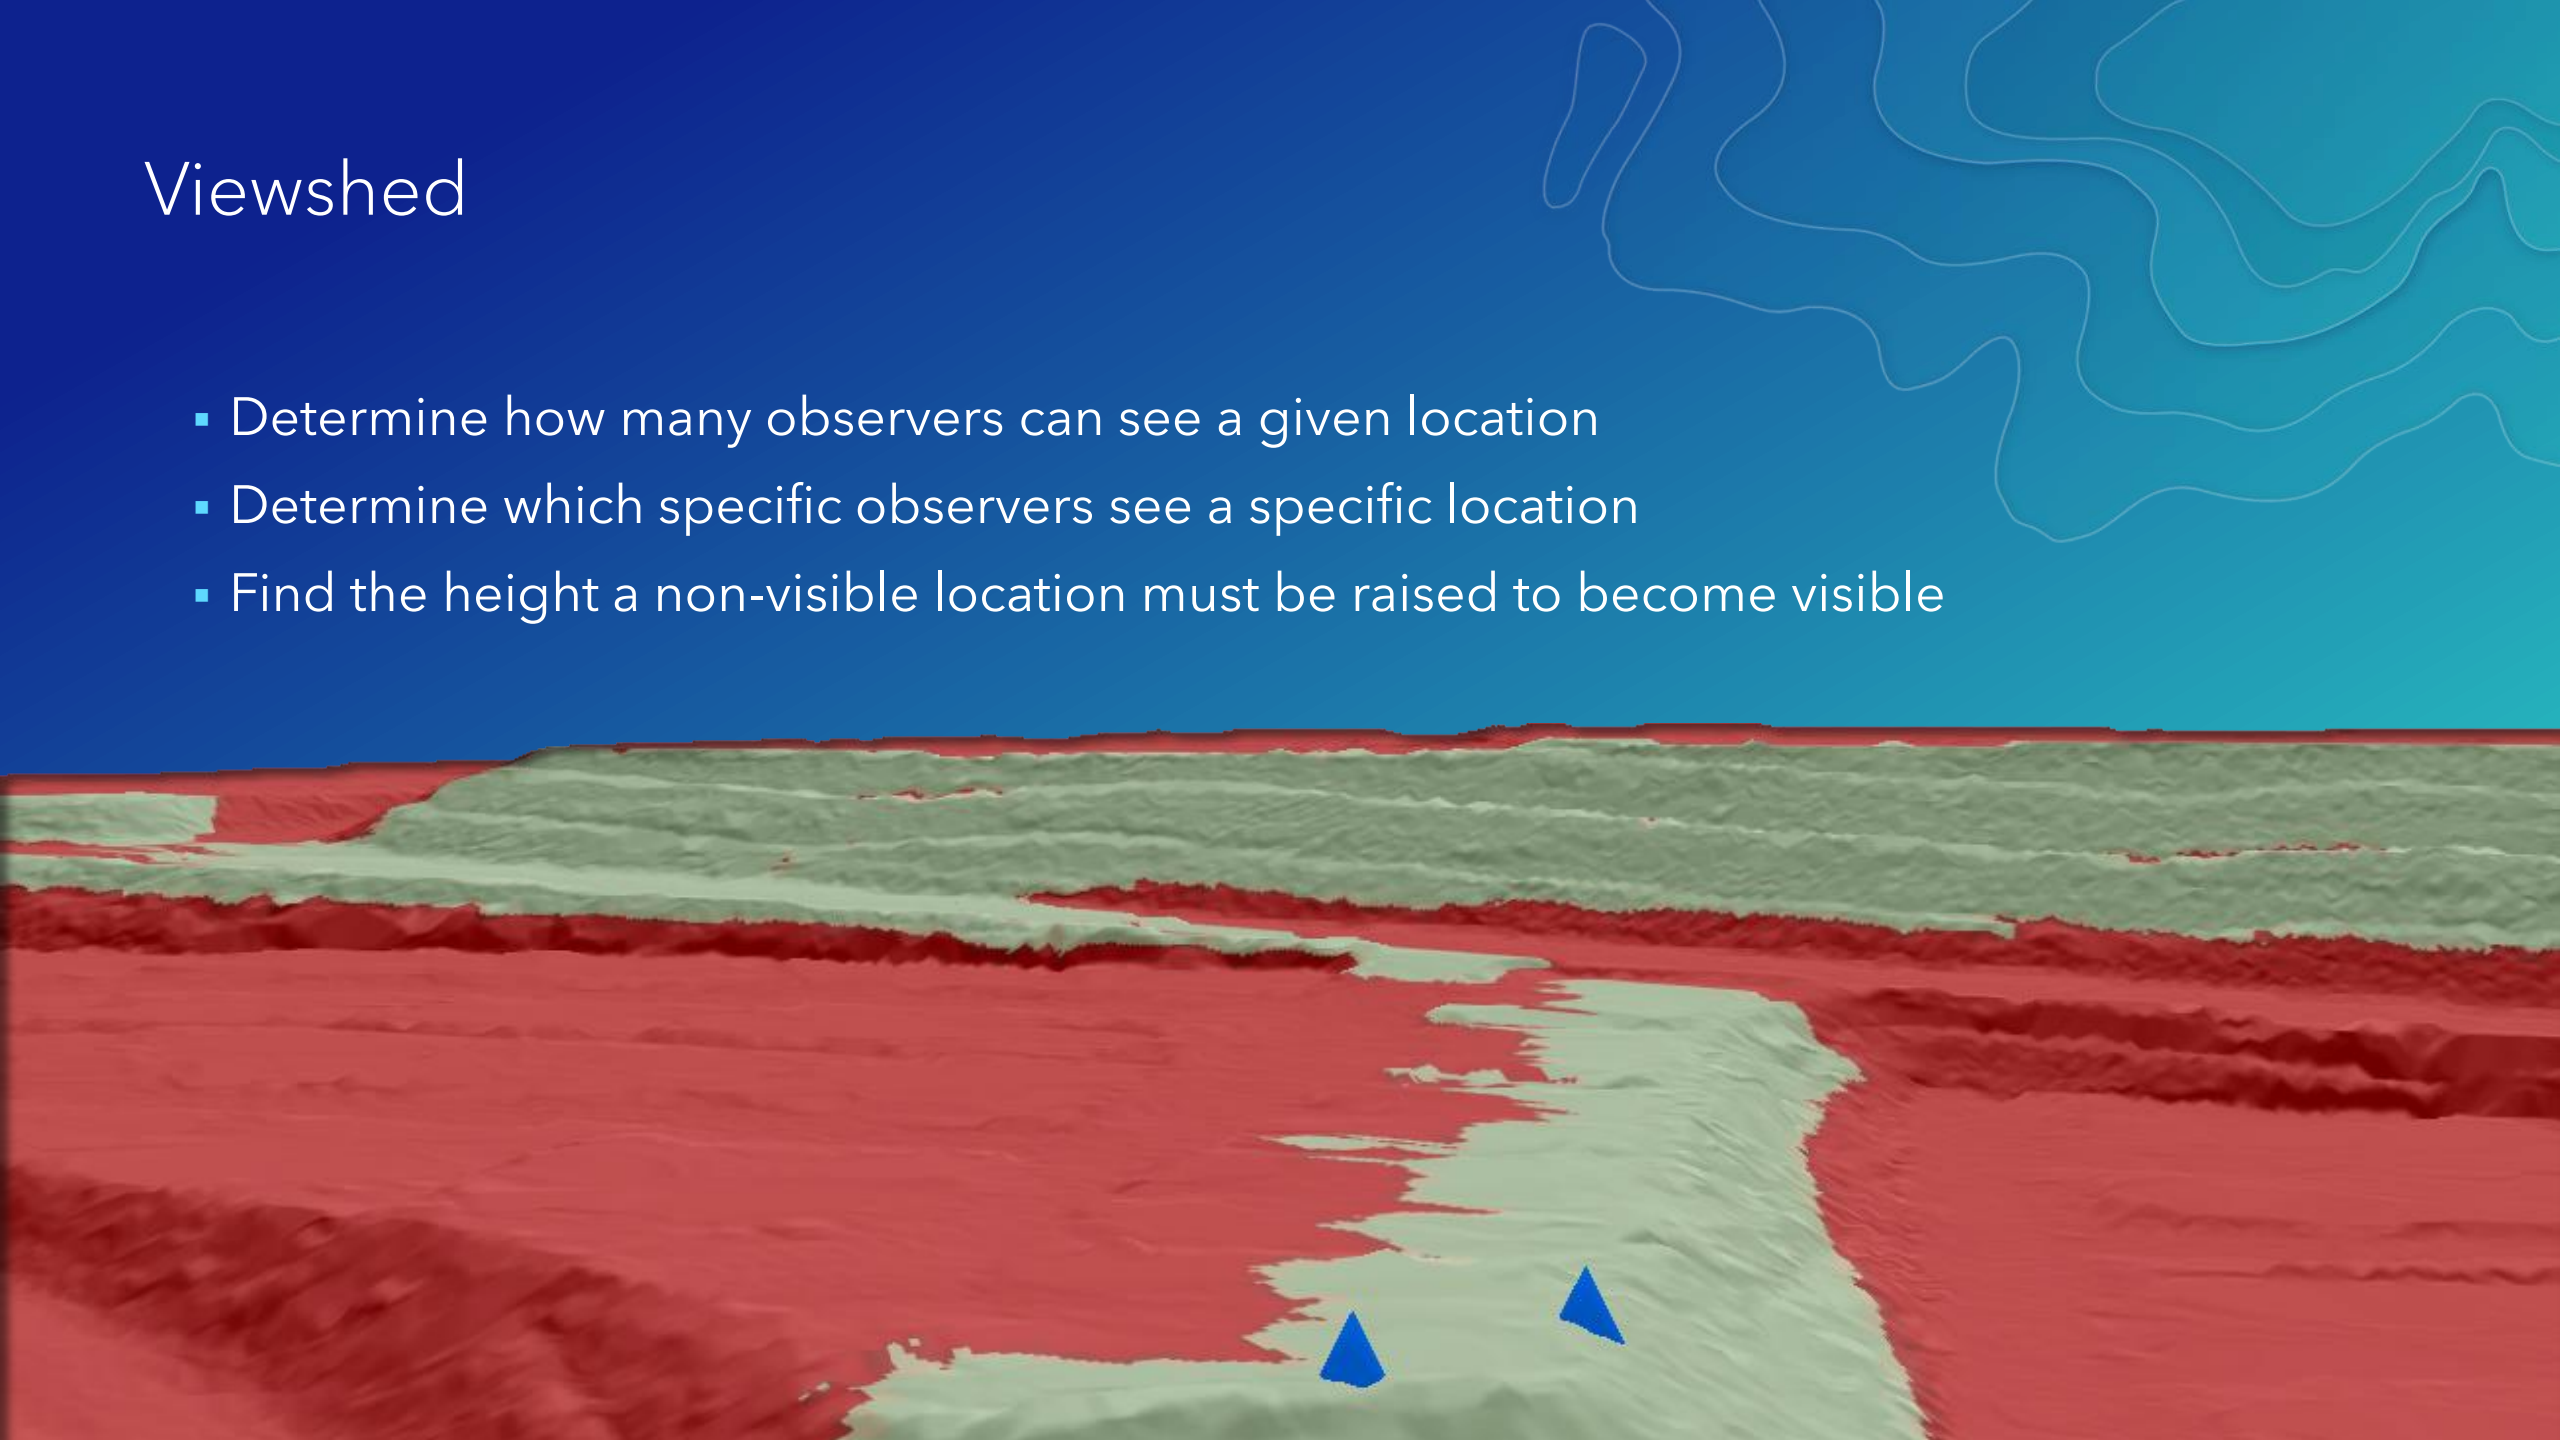 Viewshed
▪ Determine how many observers can see a given location
▪ Determine which specific observers see a specific location
▪ Find the height a non-visible location must be raised to become visible